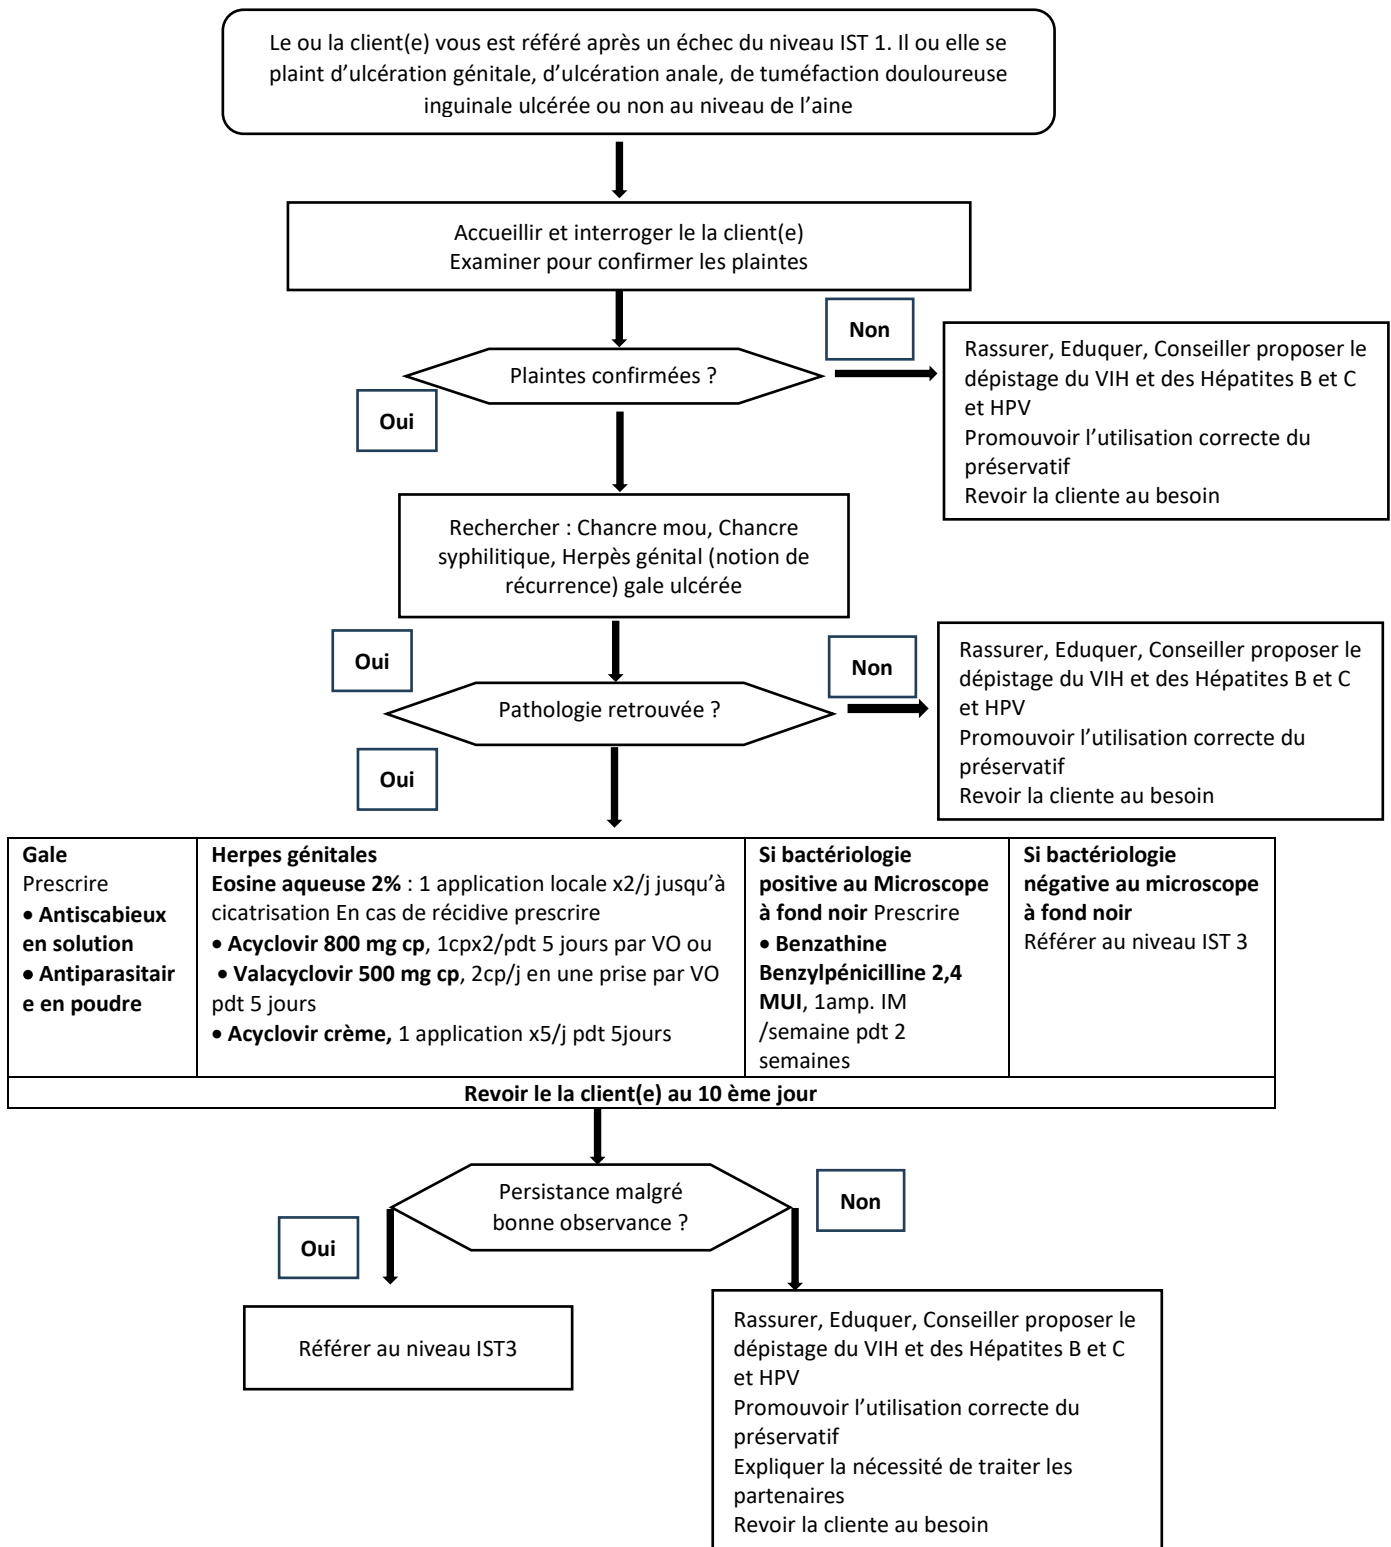 Le ou la client(e) vous est référé après un échec du niveau IST 1. Il ou elle se
plaint d’ulcération génitale, d’ulcération anale, de tuméfaction douloureuse
inguinale ulcérée ou non au niveau de l’aine
Accueillir et interroger le la client(e)
Examiner pour confirmer les plaintes
Non
Plaintes confirmées ?
Oui
Rassurer, Eduquer, Conseiller proposer le
dépistage du VIH et des Hépatites B et C
et HPV
Promouvoir l’utilisation correcte du
préservatif
Revoir la cliente au besoin
Rechercher : Chancre mou, Chancre
syphilitique, Herpès génital (notion de
récurrence) gale ulcérée
Oui
Non
Pathologie retrouvée ?
Oui
Rassurer, Eduquer, Conseiller proposer le
dépistage du VIH et des Hépatites B et C
et HPV
Promouvoir l’utilisation correcte du
préservatif
Revoir la cliente au besoin
Gale
Prescrire
• Antiscabieux
en solution
• Antiparasitair
e en poudre
Herpes génitales
Eosine aqueuse 2% : 1 application locale x2/j jusqu’à
cicatrisation En cas de récidive prescrire
• Acyclovir 800 mg cp, 1cpx2/pdt 5 jours par VO ou
• Valacyclovir 500 mg cp, 2cp/j en une prise par VO
pdt 5 jours
• Acyclovir crème, 1 application x5/j pdt 5jours
Si bactériologie
positive au Microscope
à fond noir Prescrire
• Benzathine
Benzylpénicilline 2,4
MUI, 1amp. IM
/semaine pdt 2
semaines
Si bactériologie
négative au microscope
à fond noir
Référer au niveau IST 3
Revoir le la client(e) au 10 ème jour
Persistance malgré
bonne observance ?
Oui
Non
Référer au niveau IST3
Rassurer, Eduquer, Conseiller proposer le
dépistage du VIH et des Hépatites B et C
et HPV
Promouvoir l’utilisation correcte du
préservatif
Expliquer la nécessité de traiter les
partenaires
Revoir la cliente au besoin